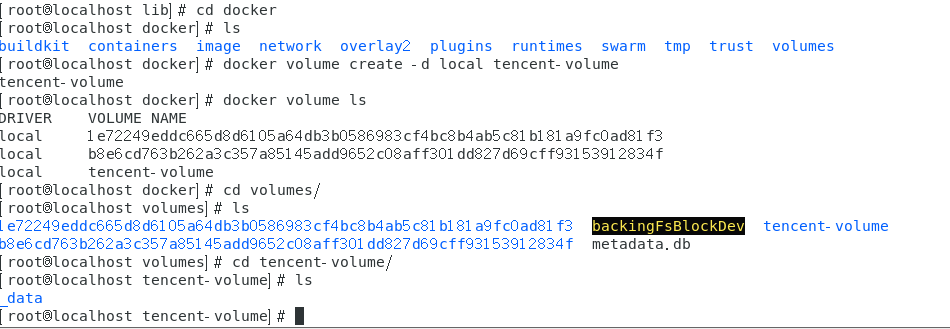 [root@localhost lib]# cd docker
[root@localhost docker]# ls
buildkit containers image network overlay2 plugins runtimes swarm tmp trust volumes
[root@localhost docker]# docker volume create -d local tencent-volume
tencent-volume
[root@localhost docker]# docker volume ls
DRIVER VOLUME NAME
local 1e72249eddc665d8d6105a64db3b0586983cf4bc8b4ab5c81b181a9fc0ad81f3
local b8e6cd763b262a3c357a85145add9652c08aff301dd827d69cff93153912834f
local tencent-volume
[root@localhost docker]# cd volumes/
[root@localhost volumes]# ls
1e72249eddc665d8d6105a64db3b0586983cf4bc8b4ab5c81b181a9fc0ad81f3 backingFsBlockDev tencent-volume
b8e6cd763b262a3c357a85145add9652c08aff301dd827d69cff93153912834f metadata.db
[root@localhost volumes]# cd tencent-volume/
[root@localhost tencent-volume]# ls
_data
[root@localhost tencent-volume]#